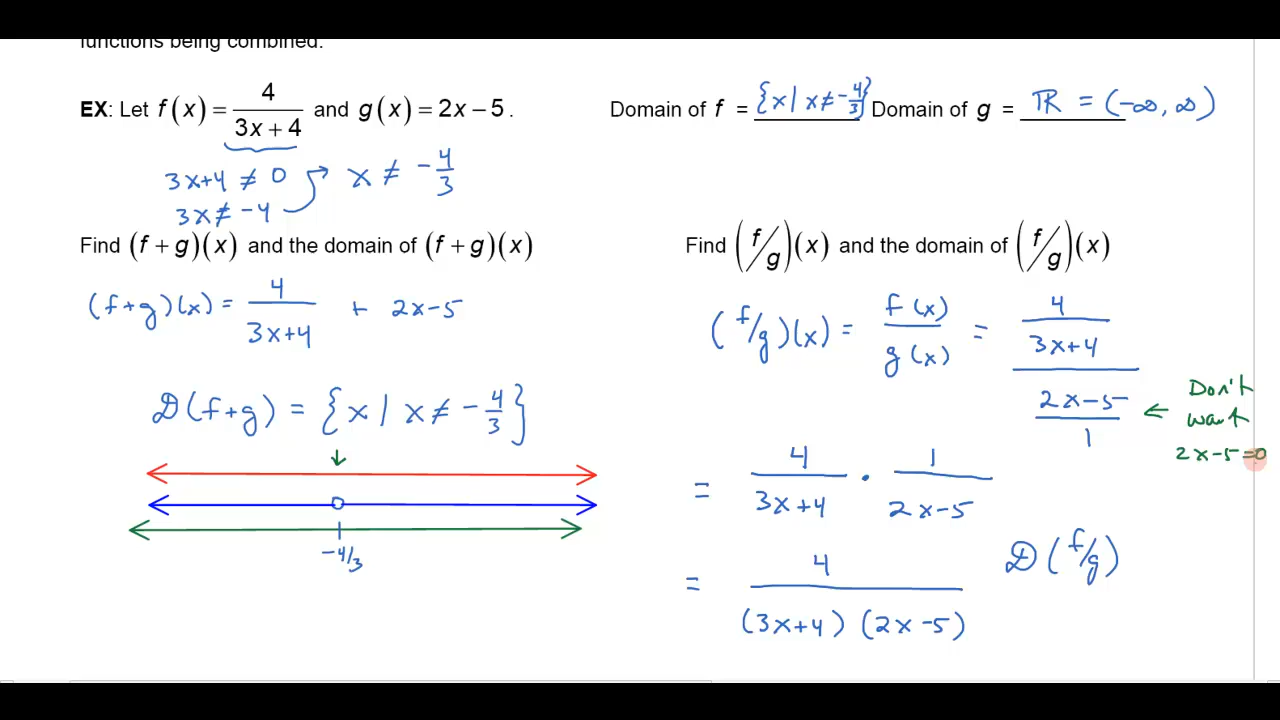 functions being combined.
EX: Let f(x) = 4/(3x + 4) and g(x) = 2x − 5. Domain of f = {x | x ≠ −4/3} Domain of g = ℝ = (−∞, ∞)
3x+4 ≠ 0 x ≠ −4/3
3x ≠ −4
Find (f + g)(x) and the domain of (f + g)(x)
(f+g)(x) = 4/(3x+4) + 2x−5
D(f+g) = {x | x ≠ −4/3}
−4/3
Find (f/g)(x) and the domain of (f/g)(x)
(f/g)(x) = f(x)/g(x) = (4/(3x+4))/((2x−5)/1)
Don't
want
2x−5=0
= 4/(3x+4) · 1/(2x−5)
= 4/((3x+4)(2x−5))
D(f/g)